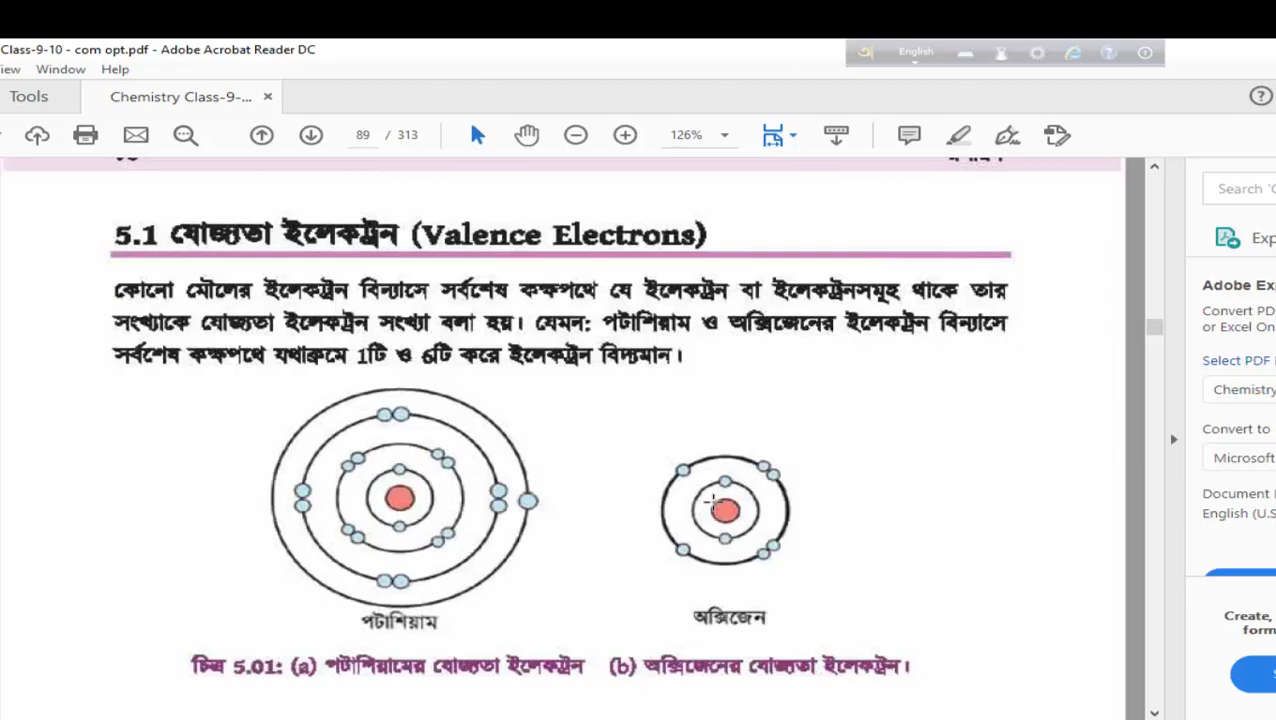 Class-9-10 - com opt.pdf - Adobe Acrobat Reader DC
English
iew Window Help
Tools Chemistry Class-9-... ×
89 / 313 126%
Search 'C
5.1 যোজ্যতা ইলেকট্রন (Valence Electrons)
Exp
কোনো মৌলের ইলেকট্রন বিন্যাসে সর্বশেষ কক্ষপথে যে ইলেকট্রন বা ইলেকট্রনসমূহ থাকে তার
সংখ্যাকে যোজ্যতা ইলেকট্রন সংখ্যা বলা হয়। যেমন: পটাশিয়াম ও অক্সিজেনের ইলেকট্রন বিন্যাসে
সর্বশেষ কক্ষপথে যথাক্রমে 1টি ও 6টি করে ইলেকট্রন বিদ্যমান।
Adobe Exp
Convert PD
or Excel On
Select PDF
Chemistry
Convert to
Microsoft
Document
English (U.S
পটাশিয়াম
অক্সিজেন
Create,
form
চিত্র 5.01: (a) পটাশিয়ামের যোজ্যতা ইলেকট্রন (b) অক্সিজেনের যোজ্যতা ইলেকট্রন।